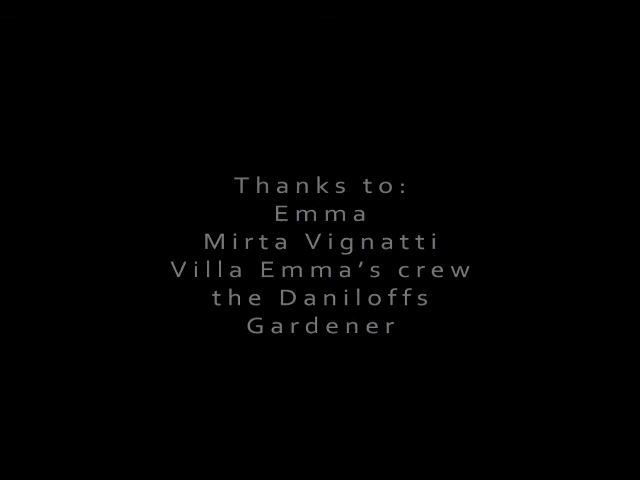 Thanks to:
Emma
Mirta Vignatti
Villa Emma’s crew
the Daniloffs
Gardener